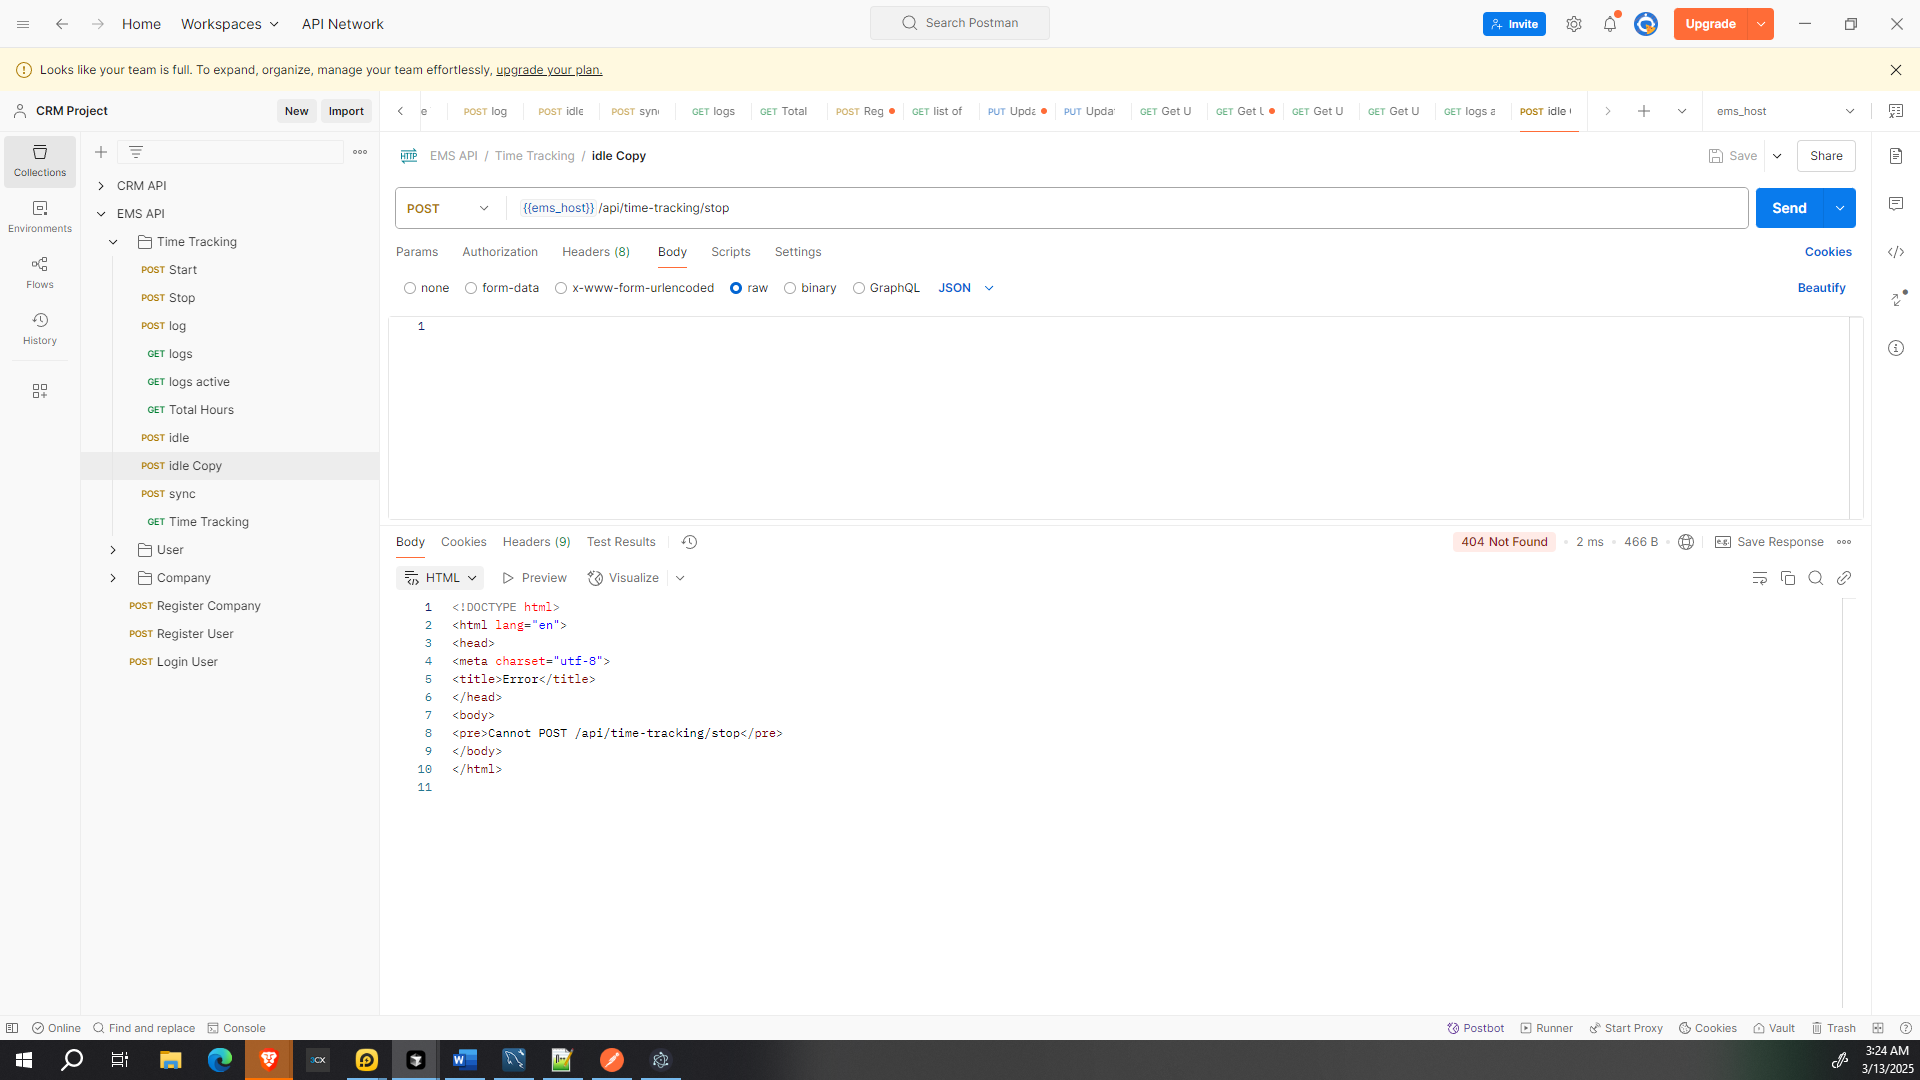 Home Workspaces API Network Search Postman Invite Upgrade
Looks like your team is full. To expand, organize, manage your team effortlessly, upgrade your plan.
CRM Project New Import
e POST log POST idle POST syn GET logs GET Total POST Reg GET list of PUT Upda PUT Upda GET Get U GET Get U GET Get U GET Get U GET logs a POST idle ems_host
Collections
Environments
Flows
History
CRM API
EMS API
Time Tracking
POST Start
POST Stop
POST log
GET logs
GET logs active
GET Total Hours
POST idle
POST idle Copy
POST sync
GET Time Tracking
User
Company
POST Register Company
POST Register User
POST Login User
HTTP EMS API / Time Tracking / idle Copy Save Share
POST {{ems_host}} /api/time-tracking/stop Send
Params Authorization Headers (8) Body Scripts Settings Cookies
none form-data x-www-form-urlencoded raw binary GraphQL JSON Beautify
1
Body Cookies Headers (9) Test Results 404 Not Found • 2 ms • 466 B • e.g. Save Response
HTML Preview Visualize
1 <!DOCTYPE html>
2 <html lang="en">
3 <head>
4 <meta charset="utf-8">
5 <title>Error</title>
6 </head>
7 <body>
8 <pre>Cannot POST /api/time-tracking/stop</pre>
9 </body>
10 </html>
11
Online Find and replace Console Postbot Runner Start Proxy Cookies Vault Trash
3CX W 3:24 AM
3/13/2025